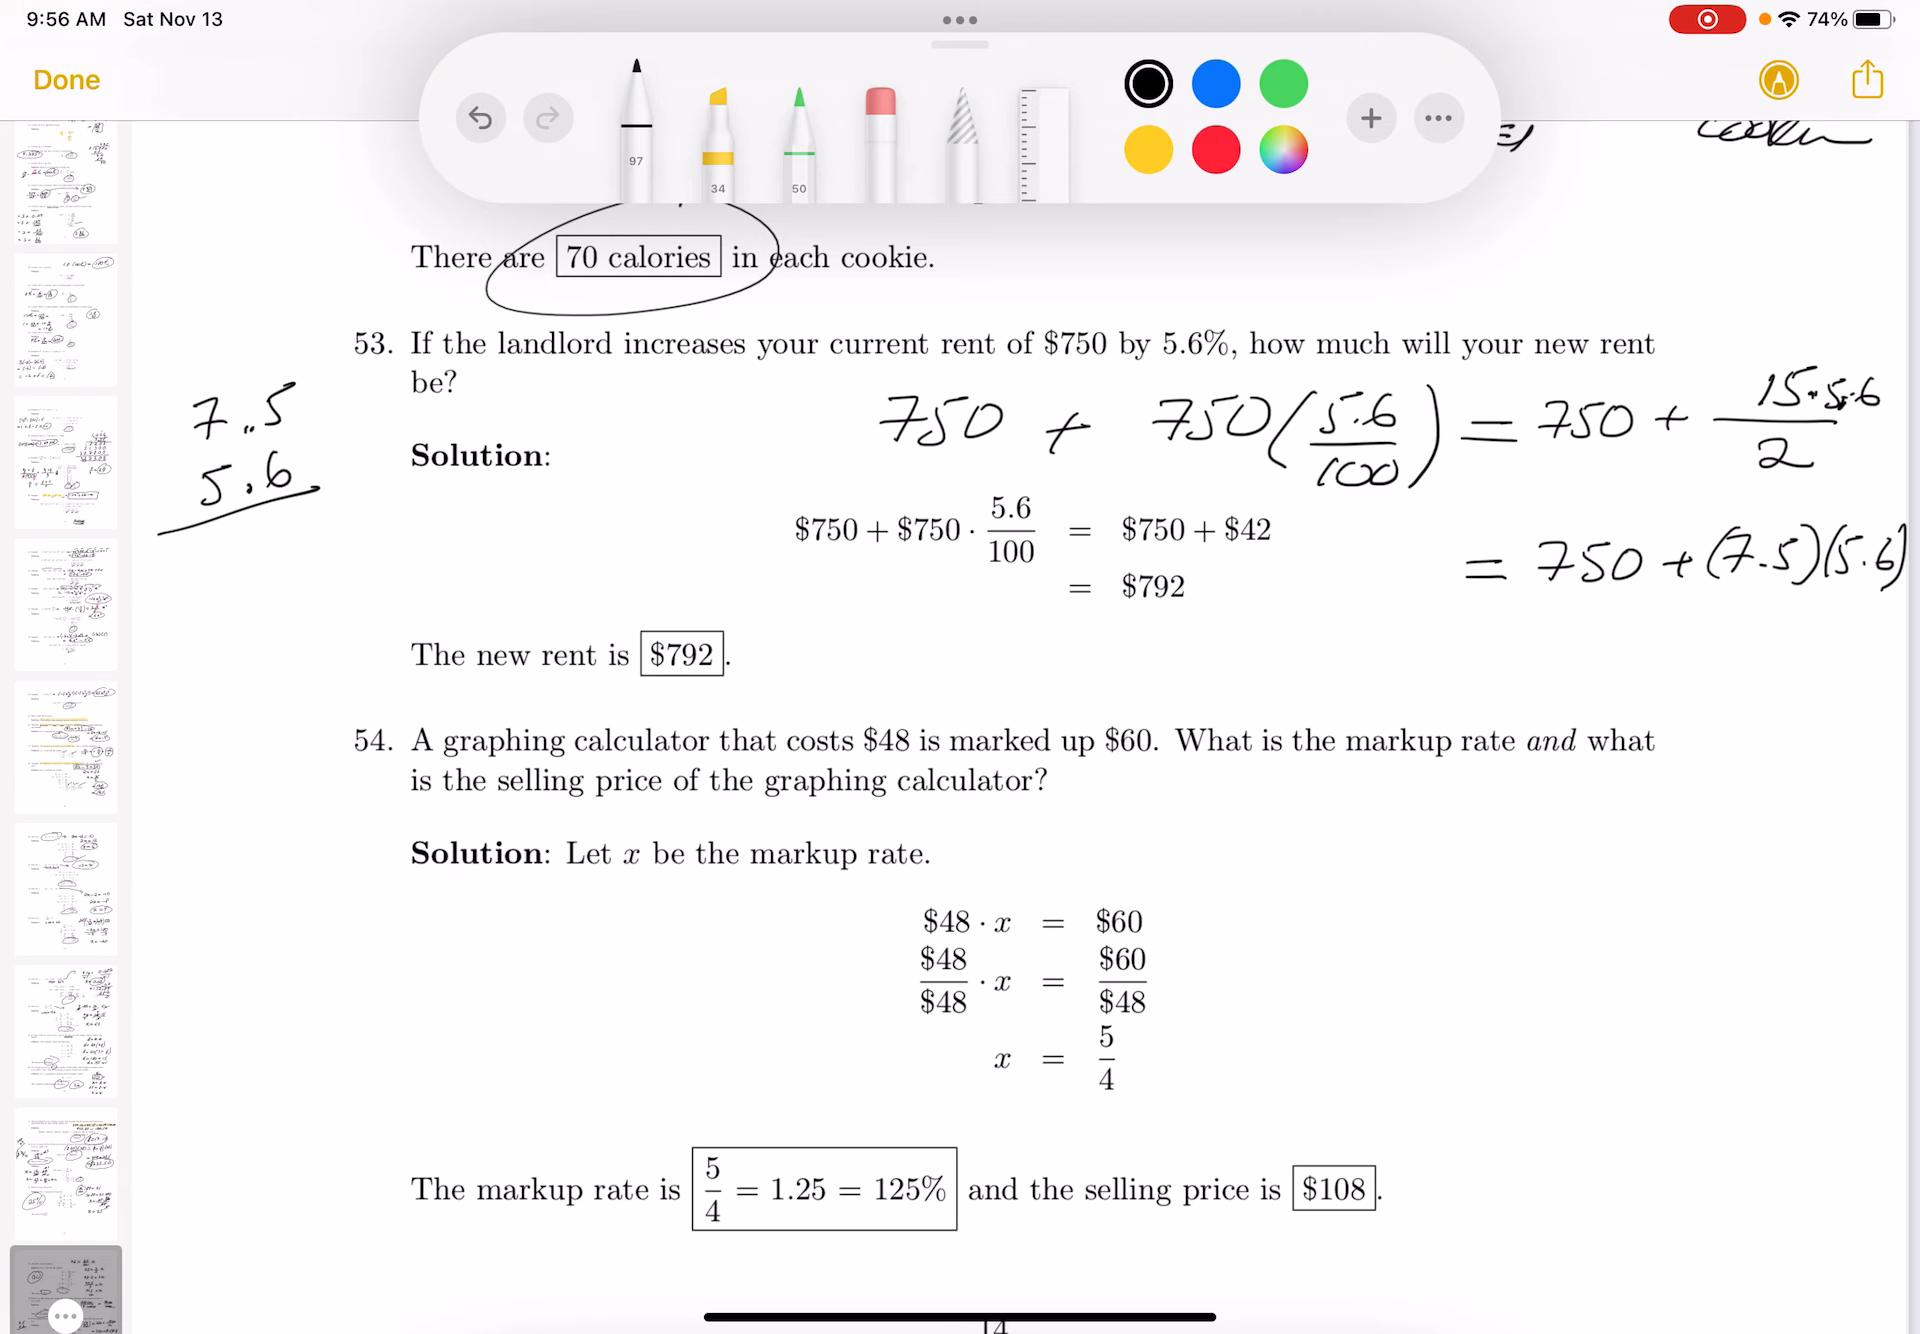 9:56 AM Sat Nov 13
74%
Done
97
34
50
There are 70 calories in each cookie.
53. If the landlord increases your current rent of $750 by 5.6%, how much will your new rent
be?
750 + 750(5.6/100) = 750 + 15·5.6/2
7.5
5.6
Solution:
$750 + $750 · 5.6/100 = $750 + $42
= 750 + (7.5)(5.6)
= $792
The new rent is $792.
54. A graphing calculator that costs $48 is marked up $60. What is the markup rate and what
is the selling price of the graphing calculator?
Solution: Let x be the markup rate.
$48 · x = $60
$48/$48 · x = $60/$48
x = 5/4
The markup rate is 5/4 = 1.25 = 125% and the selling price is $108.
14